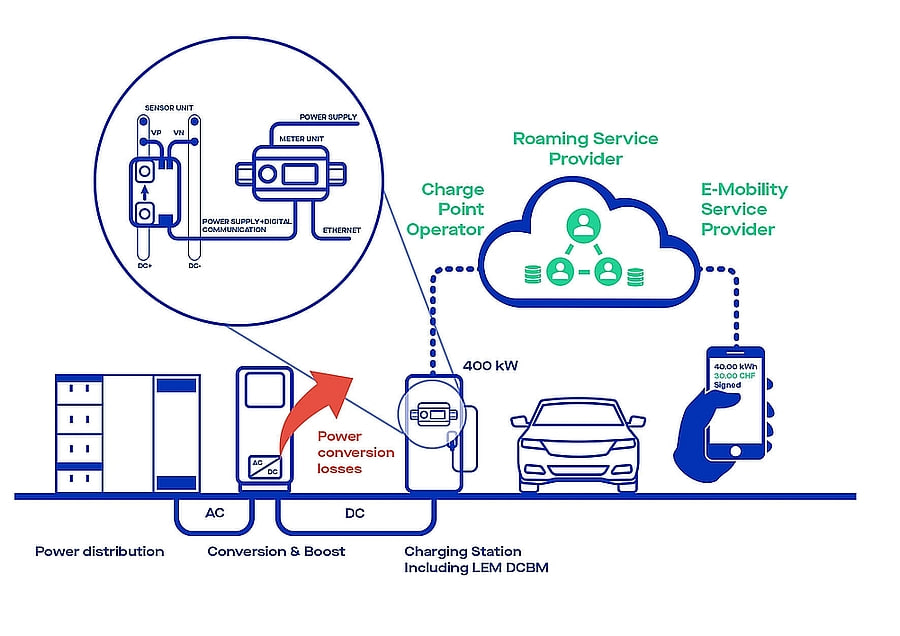 SENSOR UNIT
VP
VN
POWER SUPPLY
METER UNIT
POWER SUPPLY+DIGITAL
COMMUNICATION
ETHERNET
DC+
DC-
Roaming Service
Provider
Charge
Point
Operator
E-Mobility
Service
Provider
400 kW
40.00 kWh
30.00 CHF
Signed
Power
conversion
losses
AC
DC
AC
DC
Power distribution
Conversion & Boost
Charging Station
Including LEM DCBM